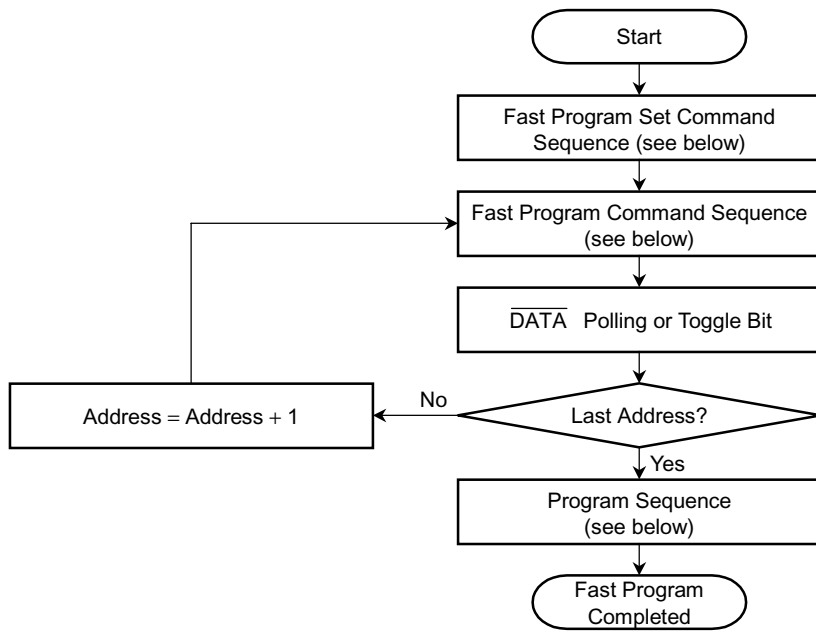 Start
Fast Program Set Command
Sequence (see below)
Fast Program Command Sequence
(see below)
D̅A̅T̅A̅ Polling or Toggle Bit
Last Address?
No
Address = Address + 1
Yes
Program Sequence
(see below)
Fast Program
Completed